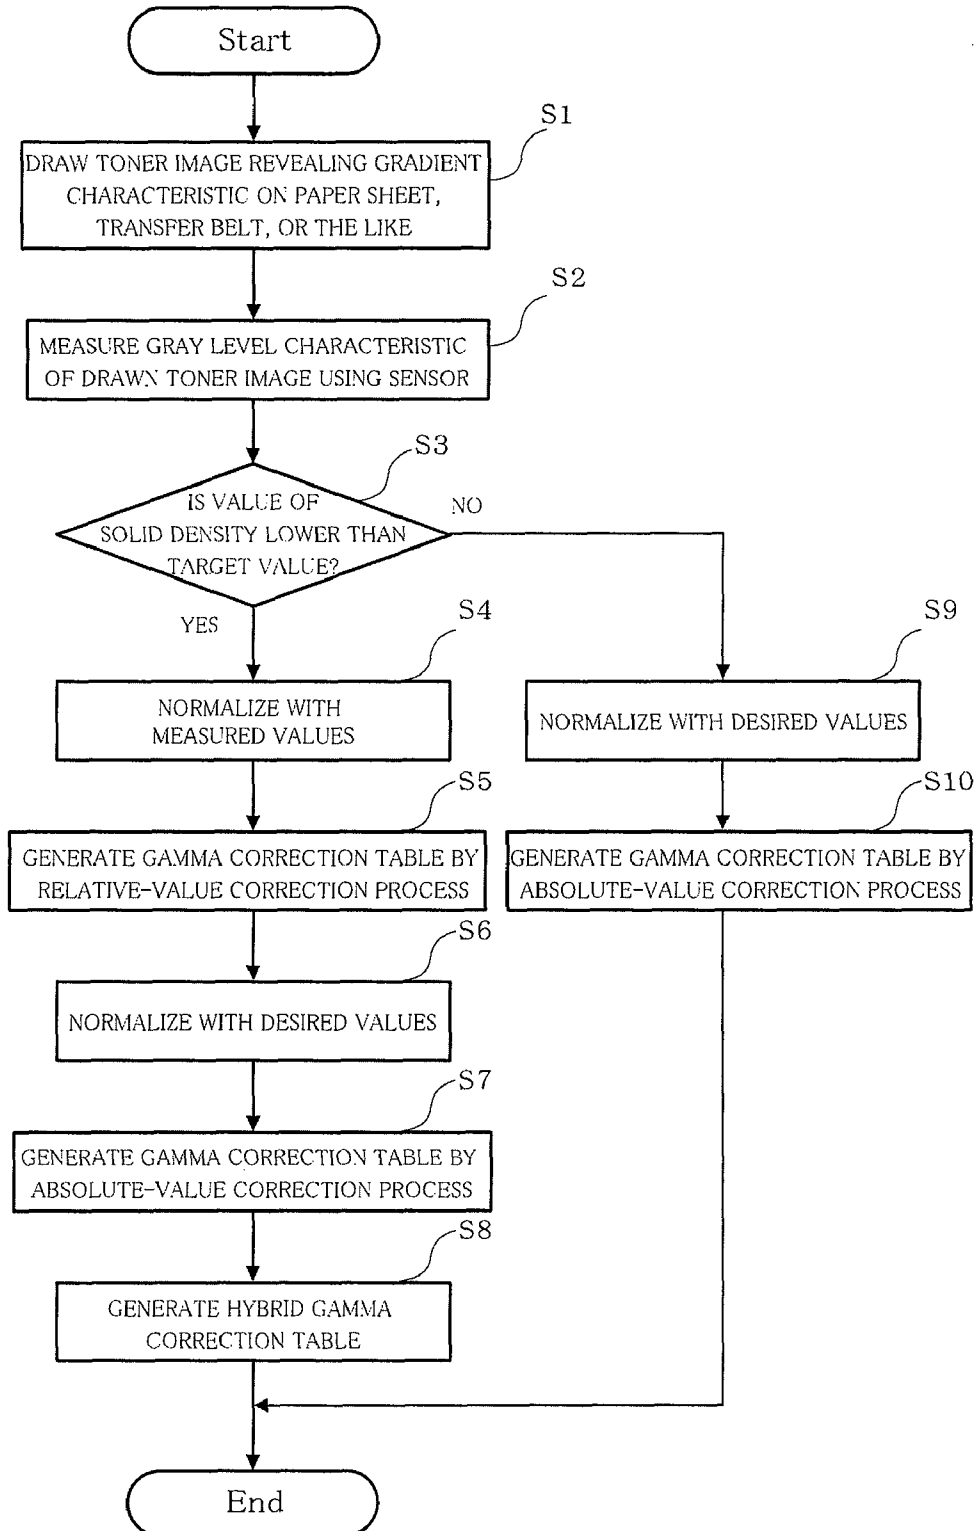 Start
S1
DRAW TONER IMAGE REVEALING GRADIENT
CHARACTERISTIC ON PAPER SHEET,
TRANSFER BELT, OR THE LIKE
S2
MEASURE GRAY LEVEL CHARACTERISTIC
OF DRAWN TONER IMAGE USING SENSOR
S3
IS VALUE OF
SOLID DENSITY LOWER THAN
TARGET VALUE?
NO
YES
S4
NORMALIZE WITH
MEASURED VALUES
S5
GENERATE GAMMA CORRECTION TABLE BY
RELATIVE-VALUE CORRECTION PROCESS
S6
NORMALIZE WITH DESIRED VALUES
S7
GENERATE GAMMA CORRECTION TABLE BY
ABSOLUTE-VALUE CORRECTION PROCESS
S8
GENERATE HYBRID GAMMA
CORRECTION TABLE
S9
NORMALIZE WITH DESIRED VALUES
S10
GENERATE GAMMA CORRECTION TABLE BY
ABSOLUTE-VALUE CORRECTION PROCESS
End